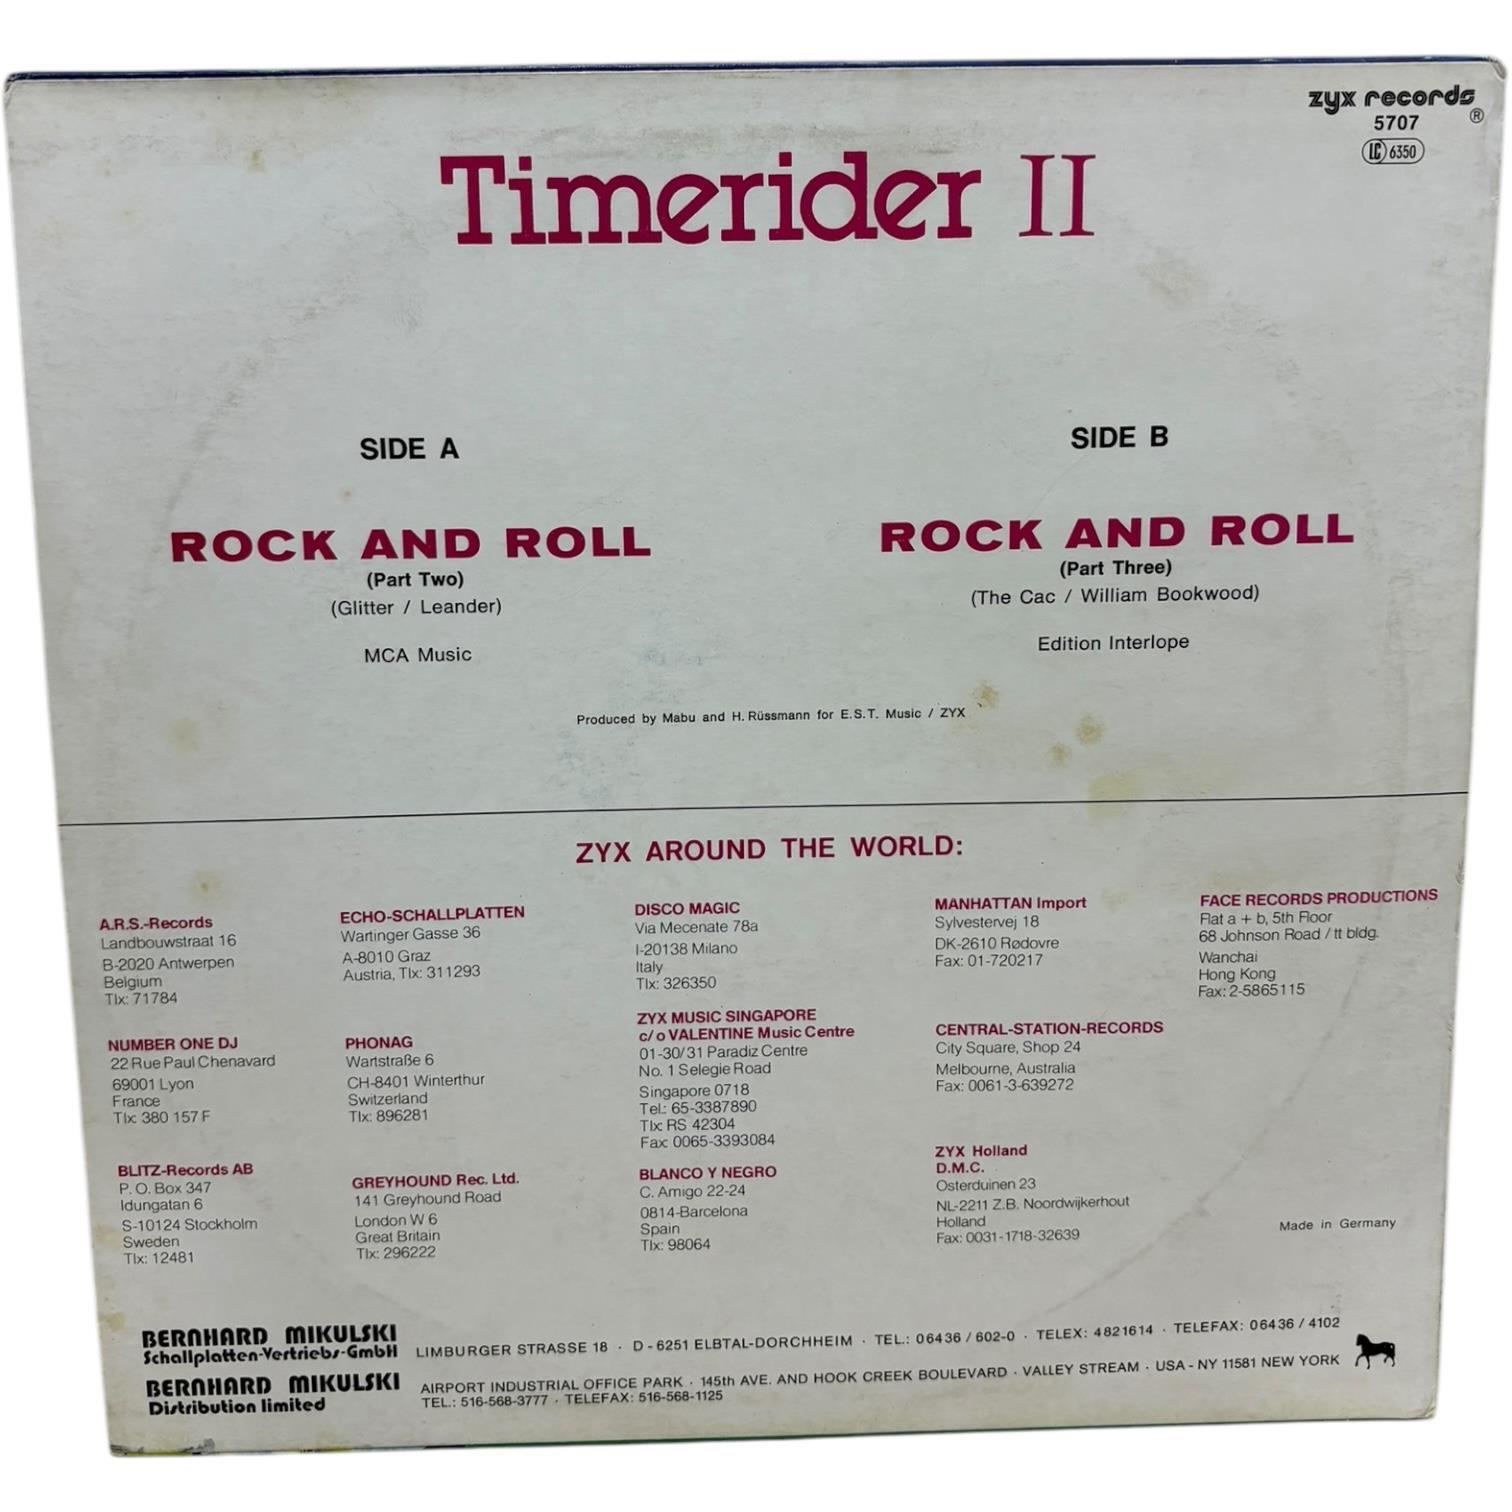 zyx records ®
5707
LC 6350
Timerider II
SIDE A
ROCK AND ROLL
(Part Two)
(Glitter / Leander)
MCA Music
SIDE B
ROCK AND ROLL
(Part Three)
(The Cac / William Bookwood)
Edition Interlope
Produced by Mabu and H. Rüssmann for E.S.T. Music / ZYX
ZYX AROUND THE WORLD:
A.R.S.-Records
Landbouwstraat 16
B-2020 Antwerpen
Belgium
Tlx: 71784
NUMBER ONE DJ
22 Rue Paul Chenavard
69001 Lyon
France
Tlx: 380 157 F
BLITZ-Records AB
P. O. Box 347
Idungatan 6
S-10124 Stockholm
Sweden
Tlx: 12481
ECHO-SCHALLPLATTEN
Wartinger Gasse 36
A-8010 Graz
Austria, Tlx: 311293
PHONAG
Wartstraße 6
CH-8401 Winterthur
Switzerland
Tlx: 896281
GREYHOUND Rec. Ltd.
141 Greyhound Road
London W 6
Great Britain
Tlx: 296222
DISCO MAGIC
Via Mecenate 78a
I-20138 Milano
Italy
Tlx: 326350
ZYX MUSIC SINGAPORE
c/o VALENTINE Music Centre
01-30/31 Paradiz Centre
No. 1 Selegie Road
Singapore 0718
Tel.: 65-3387890
Tlx: RS 42304
Fax: 0065-3393084
BLANCO Y NEGRO
C. Amigo 22-24
0814-Barcelona
Spain
Tlx: 98064
MANHATTAN Import
Sylvestervej 18
DK-2610 Rødovre
Fax: 01-720217
CENTRAL-STATION-RECORDS
City Square, Shop 24
Melbourne, Australia
Fax: 0061-3-639272
ZYX Holland
D.M.C.
Osterduinen 23
NL-2211 Z.B. Noordwijkerhout
Holland
Fax: 0031-1718-32639
FACE RECORDS PRODUCTIONS
Flat a + b, 5th Floor
68 Johnson Road / tt bldg.
Wanchai
Hong Kong
Fax: 2-5865115
Made in Germany
BERNHARD MIKULSKI
Schallplatten-Vertriebs-GmbH
LIMBURGER STRASSE 18 · D - 6251 ELBTAL-DORCHHEIM · TEL.: 06436 / 602-0 · TELEX: 4821614 · TELEFAX: 06436 / 4102
BERNHARD MIKULSKI
Distribution limited
AIRPORT INDUSTRIAL OFFICE PARK · 145th AVE. AND HOOK CREEK BOULEVARD · VALLEY STREAM · USA - NY 11581 NEW YORK
TEL.: 516-568-3777 · TELEFAX: 516-568-1125